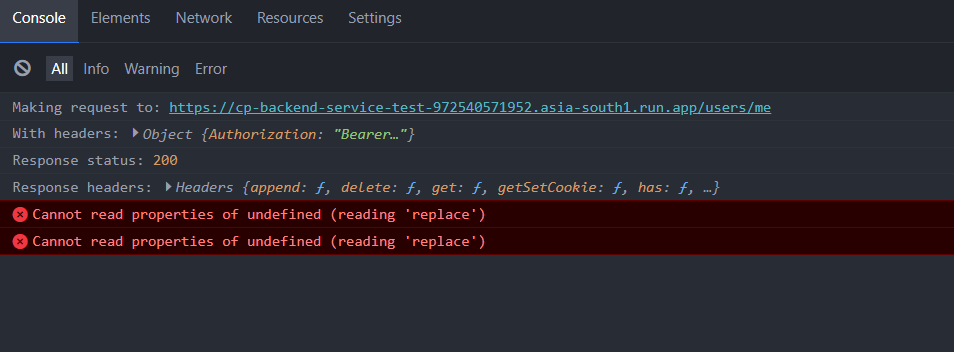 Console Elements Network Resources Settings
All Info Warning Error
Making request to: https://cp-backend-service-test-972540571952.asia-south1.run.app/users/me
With headers: Object {Authorization: "Bearer…"}
Response status: 200
Response headers: Headers {append: ƒ, delete: ƒ, get: ƒ, getSetCookie: ƒ, has: ƒ, …}
Cannot read properties of undefined (reading 'replace')
Cannot read properties of undefined (reading 'replace')